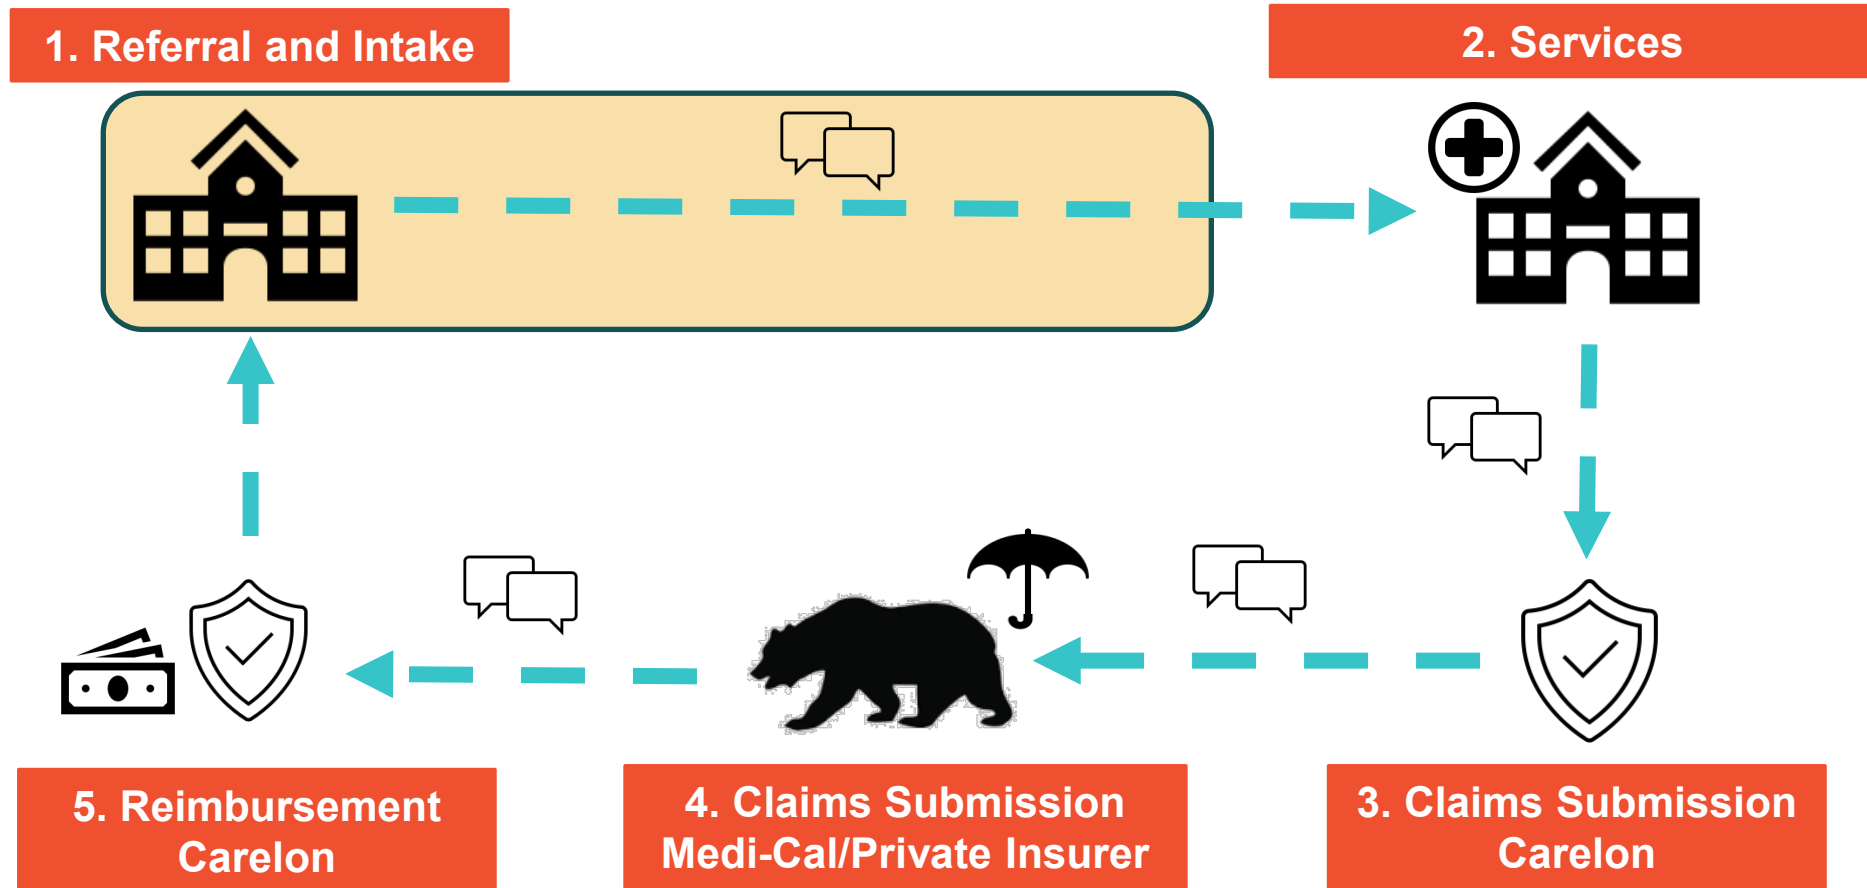 1. Referral and Intake
2. Services
5. Reimbursement
Carelon
4. Claims Submission
Medi-Cal/Private Insurer
3. Claims Submission
Carelon